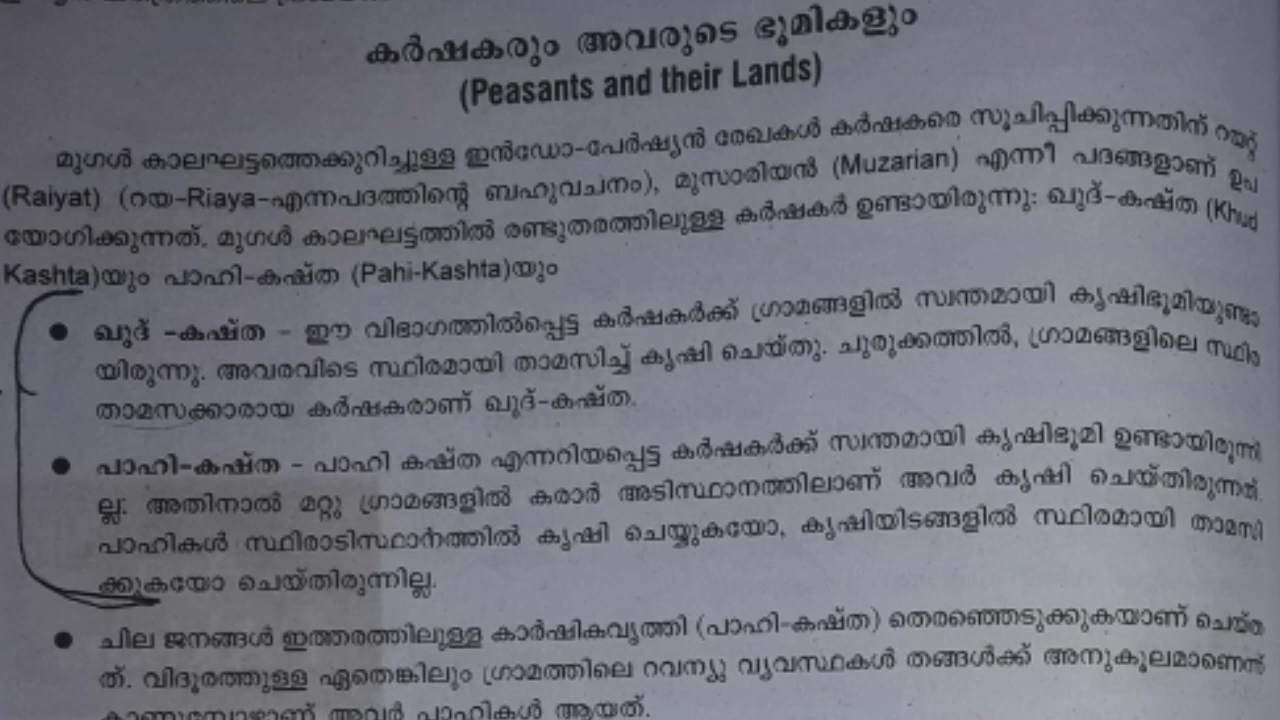 കർഷകരും അവരുടെ ഭൂമികളും
(Peasants and their Lands)
മുഗൾ കാലഘട്ടത്തെക്കുറിച്ചുള്ള ഇൻഡോ-പേർഷ്യൻ രേഖകൾ കർഷകരെ സൂചിപ്പിക്കുന്നതിന് റയറ്റ്
(Raiyat) (റയ-Riaya-എന്നപദത്തിന്റെ ബഹുവചനം), മുസാരിയൻ (Muzarian) എന്നീ പദങ്ങളാണ് ഉപ
യോഗിക്കുന്നത്. മുഗൾ കാലഘട്ടത്തിൽ രണ്ടുതരത്തിലുള്ള കർഷകർ ഉണ്ടായിരുന്നു: ഖുദ്-കഷ്ത (Khud
Kashta)യും പാഹി-കഷ്ത (Pahi-Kashta)യും
● ഖുദ് -കഷ്ത - ഈ വിഭാഗത്തിൽപ്പെട്ട കർഷകർക്ക് ഗ്രാമങ്ങളിൽ സ്വന്തമായി കൃഷിഭൂമിയുണ്ടാ
യിരുന്നു. അവരവിടെ സ്ഥിരമായി താമസിച്ച് കൃഷി ചെയ്തു. ചുരുക്കത്തിൽ, ഗ്രാമങ്ങളിലെ സ്ഥിര
താമസക്കാരായ കർഷകരാണ് ഖുദ്-കഷ്ത.
● പാഹി-കഷ്ത - പാഹി കഷ്ത എന്നറിയപ്പെട്ട കർഷകർക്ക് സ്വന്തമായി കൃഷിഭൂമി ഉണ്ടായിരുന്നി
ല്ല: അതിനാൽ മറ്റു ഗ്രാമങ്ങളിൽ കരാർ അടിസ്ഥാനത്തിലാണ് അവർ കൃഷി ചെയ്തിരുന്നത്.
പാഹികൾ സ്ഥിരാടിസ്ഥാനത്തിൽ കൃഷി ചെയ്യുകയോ, കൃഷിയിടങ്ങളിൽ സ്ഥിരമായി താമസി
ക്കുകയോ ചെയ്തിരുന്നില്ല.
● ചില ജനങ്ങൾ ഇത്തരത്തിലുള്ള കാർഷികവൃത്തി (പാഹി-കഷ്ത) തെരഞ്ഞെടുക്കുകയാണ് ചെയ്ത
ത്. വിദൂരത്തുള്ള ഏതെങ്കിലും ഗ്രാമത്തിലെ റവന്യു വ്യവസ്ഥകൾ തങ്ങൾക്ക് അനുകൂലമാണെന്ന്
കാണുമ്പോഴാണ് അവർ പാഹികൾ ആയത്.